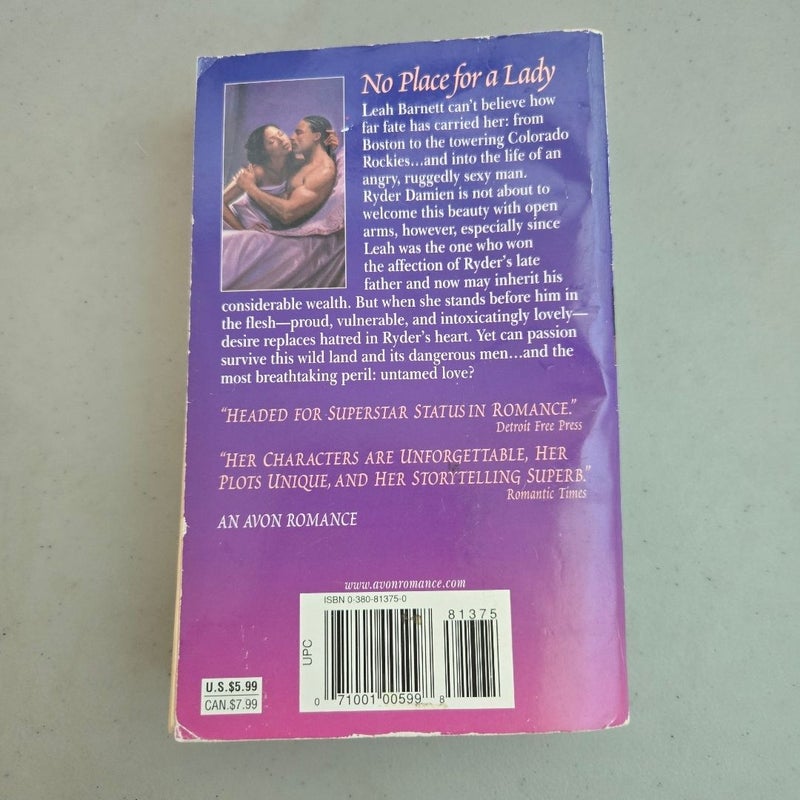 No Place for a Lady
Leah Barnett can't believe how
far fate has carried her: from
Boston to the towering Colorado
Rockies...and into the life of an
angry, ruggedly sexy man.
Ryder Damien is not about to
welcome this beauty with open
arms, however, especially since
Leah was the one who won
the affection of Ryder's late
father and now may inherit his
considerable wealth. But when she stands before him in
the flesh—proud, vulnerable, and intoxicatingly lovely—
desire replaces hatred in Ryder's heart. Yet can passion
survive this wild land and its dangerous men...and the
most breathtaking peril: untamed love?
"HEADED FOR SUPERSTAR STATUS IN ROMANCE."
Detroit Free Press
"HER CHARACTERS ARE UNFORGETTABLE, HER
PLOTS UNIQUE, AND HER STORYTELLING SUPERB."
Romantic Times
AN AVON ROMANCE
www.avonromance.com
ISBN 0-380-81375-0
81375
UPC
0 71001 00599 8
U.S.$5.99
CAN.$7.99